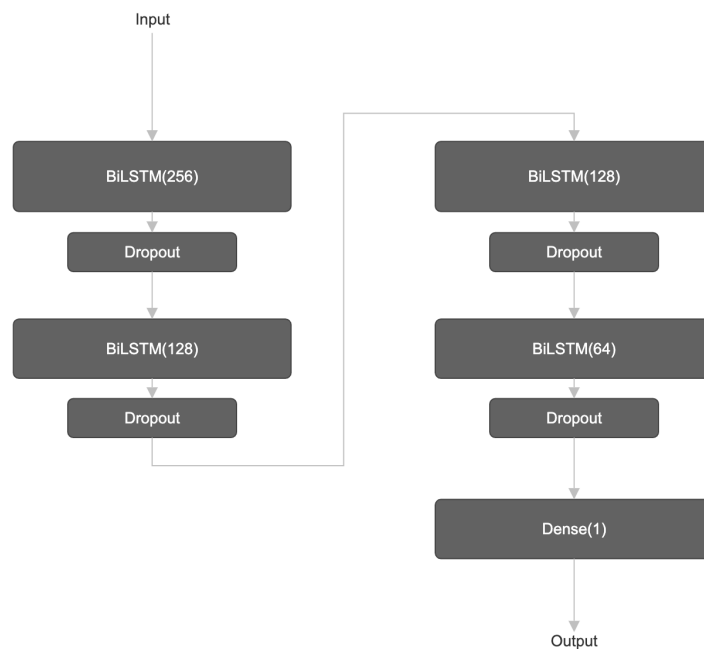 Input
BiLSTM(256)
Dropout
BiLSTM(128)
Dropout
BiLSTM(128)
Dropout
BiLSTM(64)
Dropout
Dense(1)
Output